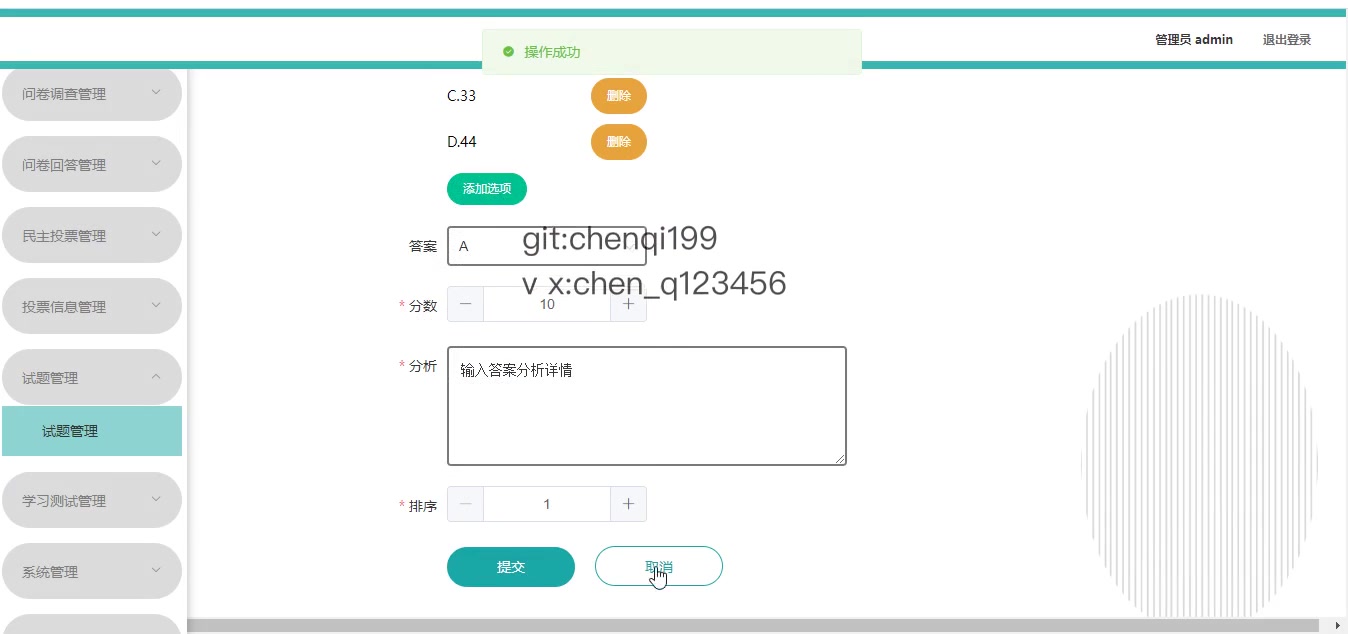 操作成功
管理员 admin
退出登录
问卷调查管理
问卷回答管理
民主投票管理
投票信息管理
试题管理
试题管理
学习测试管理
系统管理
C.33
删除
D.44
删除
添加选项
答案
A
git:chenqi199
v x:chen_q123456
* 分数
10
* 分析
输入答案分析详情
* 排序
1
提交
取消